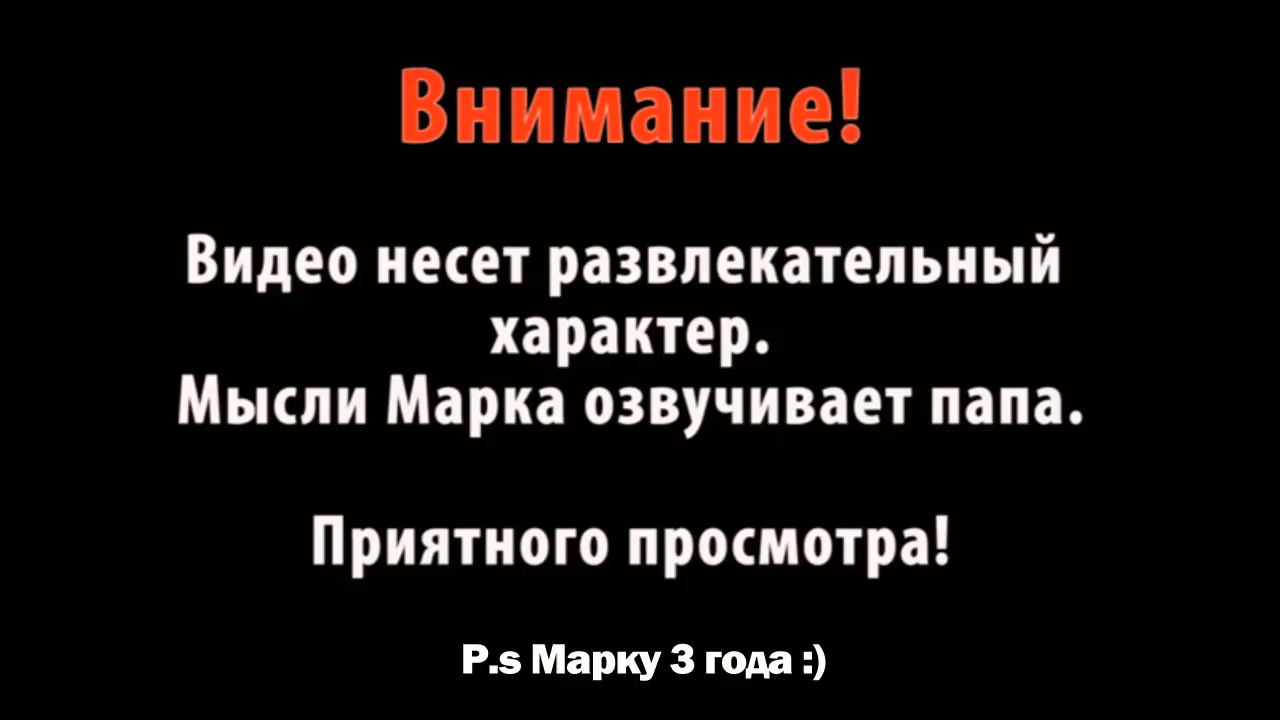 Внимание!
Видео несет развлекательный
характер.
Мысли Марка озвучивает папа.
Приятного просмотра!
P.s Марку 3 года :)